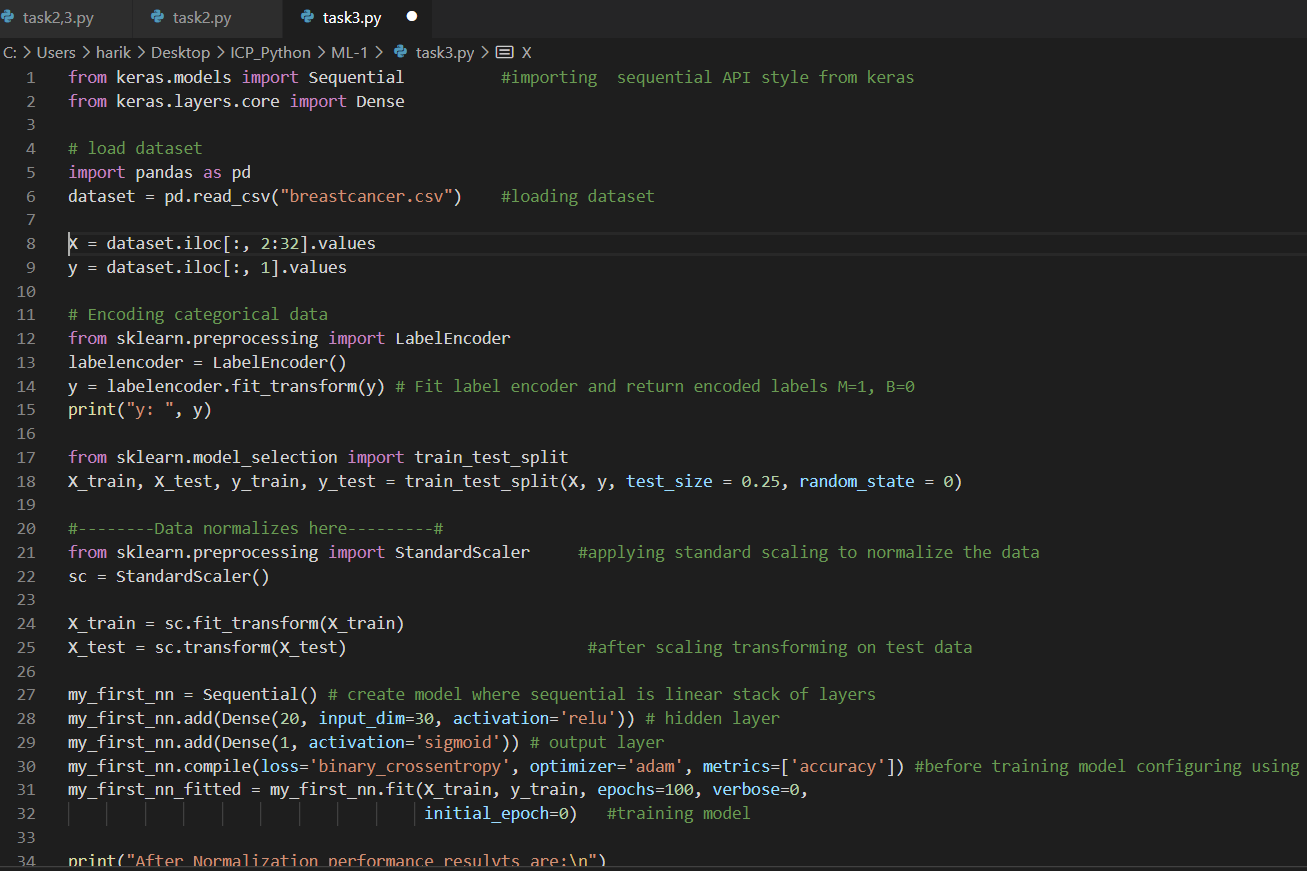 task2,3.py task2.py task3.py
C: > Users > harik > Desktop > ICP_Python > ML-1 > task3.py > X
1 from keras.models import Sequential #importing  sequential API style from keras
2 from keras.layers.core import Dense
3
4 # load dataset
5 import pandas as pd
6 dataset = pd.read_csv("breastcancer.csv") #loading dataset
7
8 X = dataset.iloc[:, 2:32].values
9 y = dataset.iloc[:, 1].values
10
11 # Encoding categorical data
12 from sklearn.preprocessing import LabelEncoder
13 labelencoder = LabelEncoder()
14 y = labelencoder.fit_transform(y) # Fit label encoder and return encoded labels M=1, B=0
15 print("y: ", y)
16
17 from sklearn.model_selection import train_test_split
18 X_train, X_test, y_train, y_test = train_test_split(X, y, test_size = 0.25, random_state = 0)
19
20 #--------Data normalizes here---------#
21 from sklearn.preprocessing import StandardScaler #applying standard scaling to normalize the data
22 sc = StandardScaler()
23
24 X_train = sc.fit_transform(X_train)
25 X_test = sc.transform(X_test) #after scaling transforming on test data
26
27 my_first_nn = Sequential() # create model where sequential is linear stack of layers
28 my_first_nn.add(Dense(20, input_dim=30, activation='relu')) # hidden layer
29 my_first_nn.add(Dense(1, activation='sigmoid')) # output layer
30 my_first_nn.compile(loss='binary_crossentropy', optimizer='adam', metrics=['accuracy']) #before training model configuring using
31 my_first_nn_fitted = my_first_nn.fit(X_train, y_train, epochs=100, verbose=0,
32 initial_epoch=0) #training model
33
34 print("After Normalization performance resulyts are:\n")